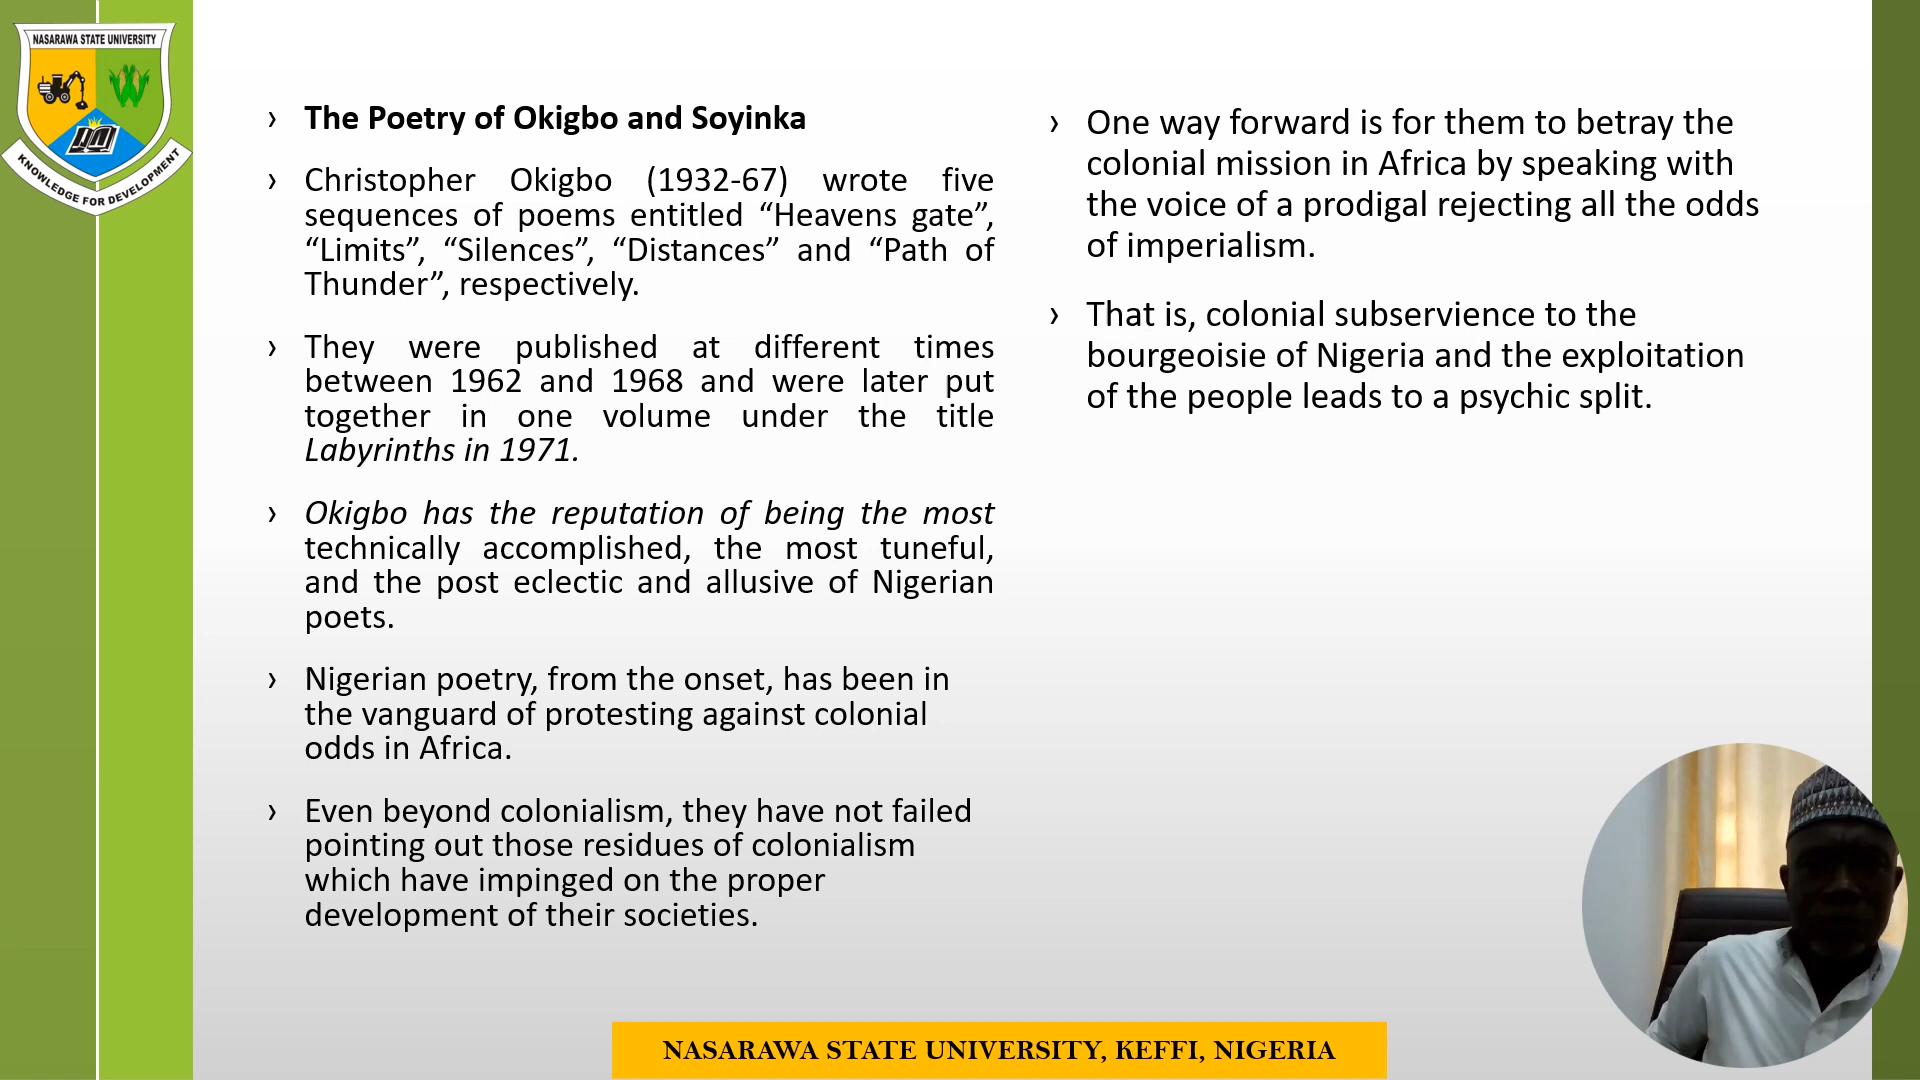 NASARAWA STATE UNIVERSITY
KNOWLEDGE FOR DEVELOPMENT
› The Poetry of Okigbo and Soyinka
› Christopher Okigbo (1932-67) wrote five
sequences of poems entitled “Heavens gate”,
“Limits”, “Silences”, “Distances” and “Path of
Thunder”, respectively.
› They were published at different times
between 1962 and 1968 and were later put
together in one volume under the title
Labyrinths in 1971.
› Okigbo has the reputation of being the most
technically accomplished, the most tuneful,
and the post eclectic and allusive of Nigerian
poets.
› Nigerian poetry, from the onset, has been in
the vanguard of protesting against colonial
odds in Africa.
› Even beyond colonialism, they have not failed
pointing out those residues of colonialism
which have impinged on the proper
development of their societies.
› One way forward is for them to betray the
colonial mission in Africa by speaking with
the voice of a prodigal rejecting all the odds
of imperialism.
› That is, colonial subservience to the
bourgeoisie of Nigeria and the exploitation
of the people leads to a psychic split.
NASARAWA STATE UNIVERSITY, KEFFI, NIGERIA